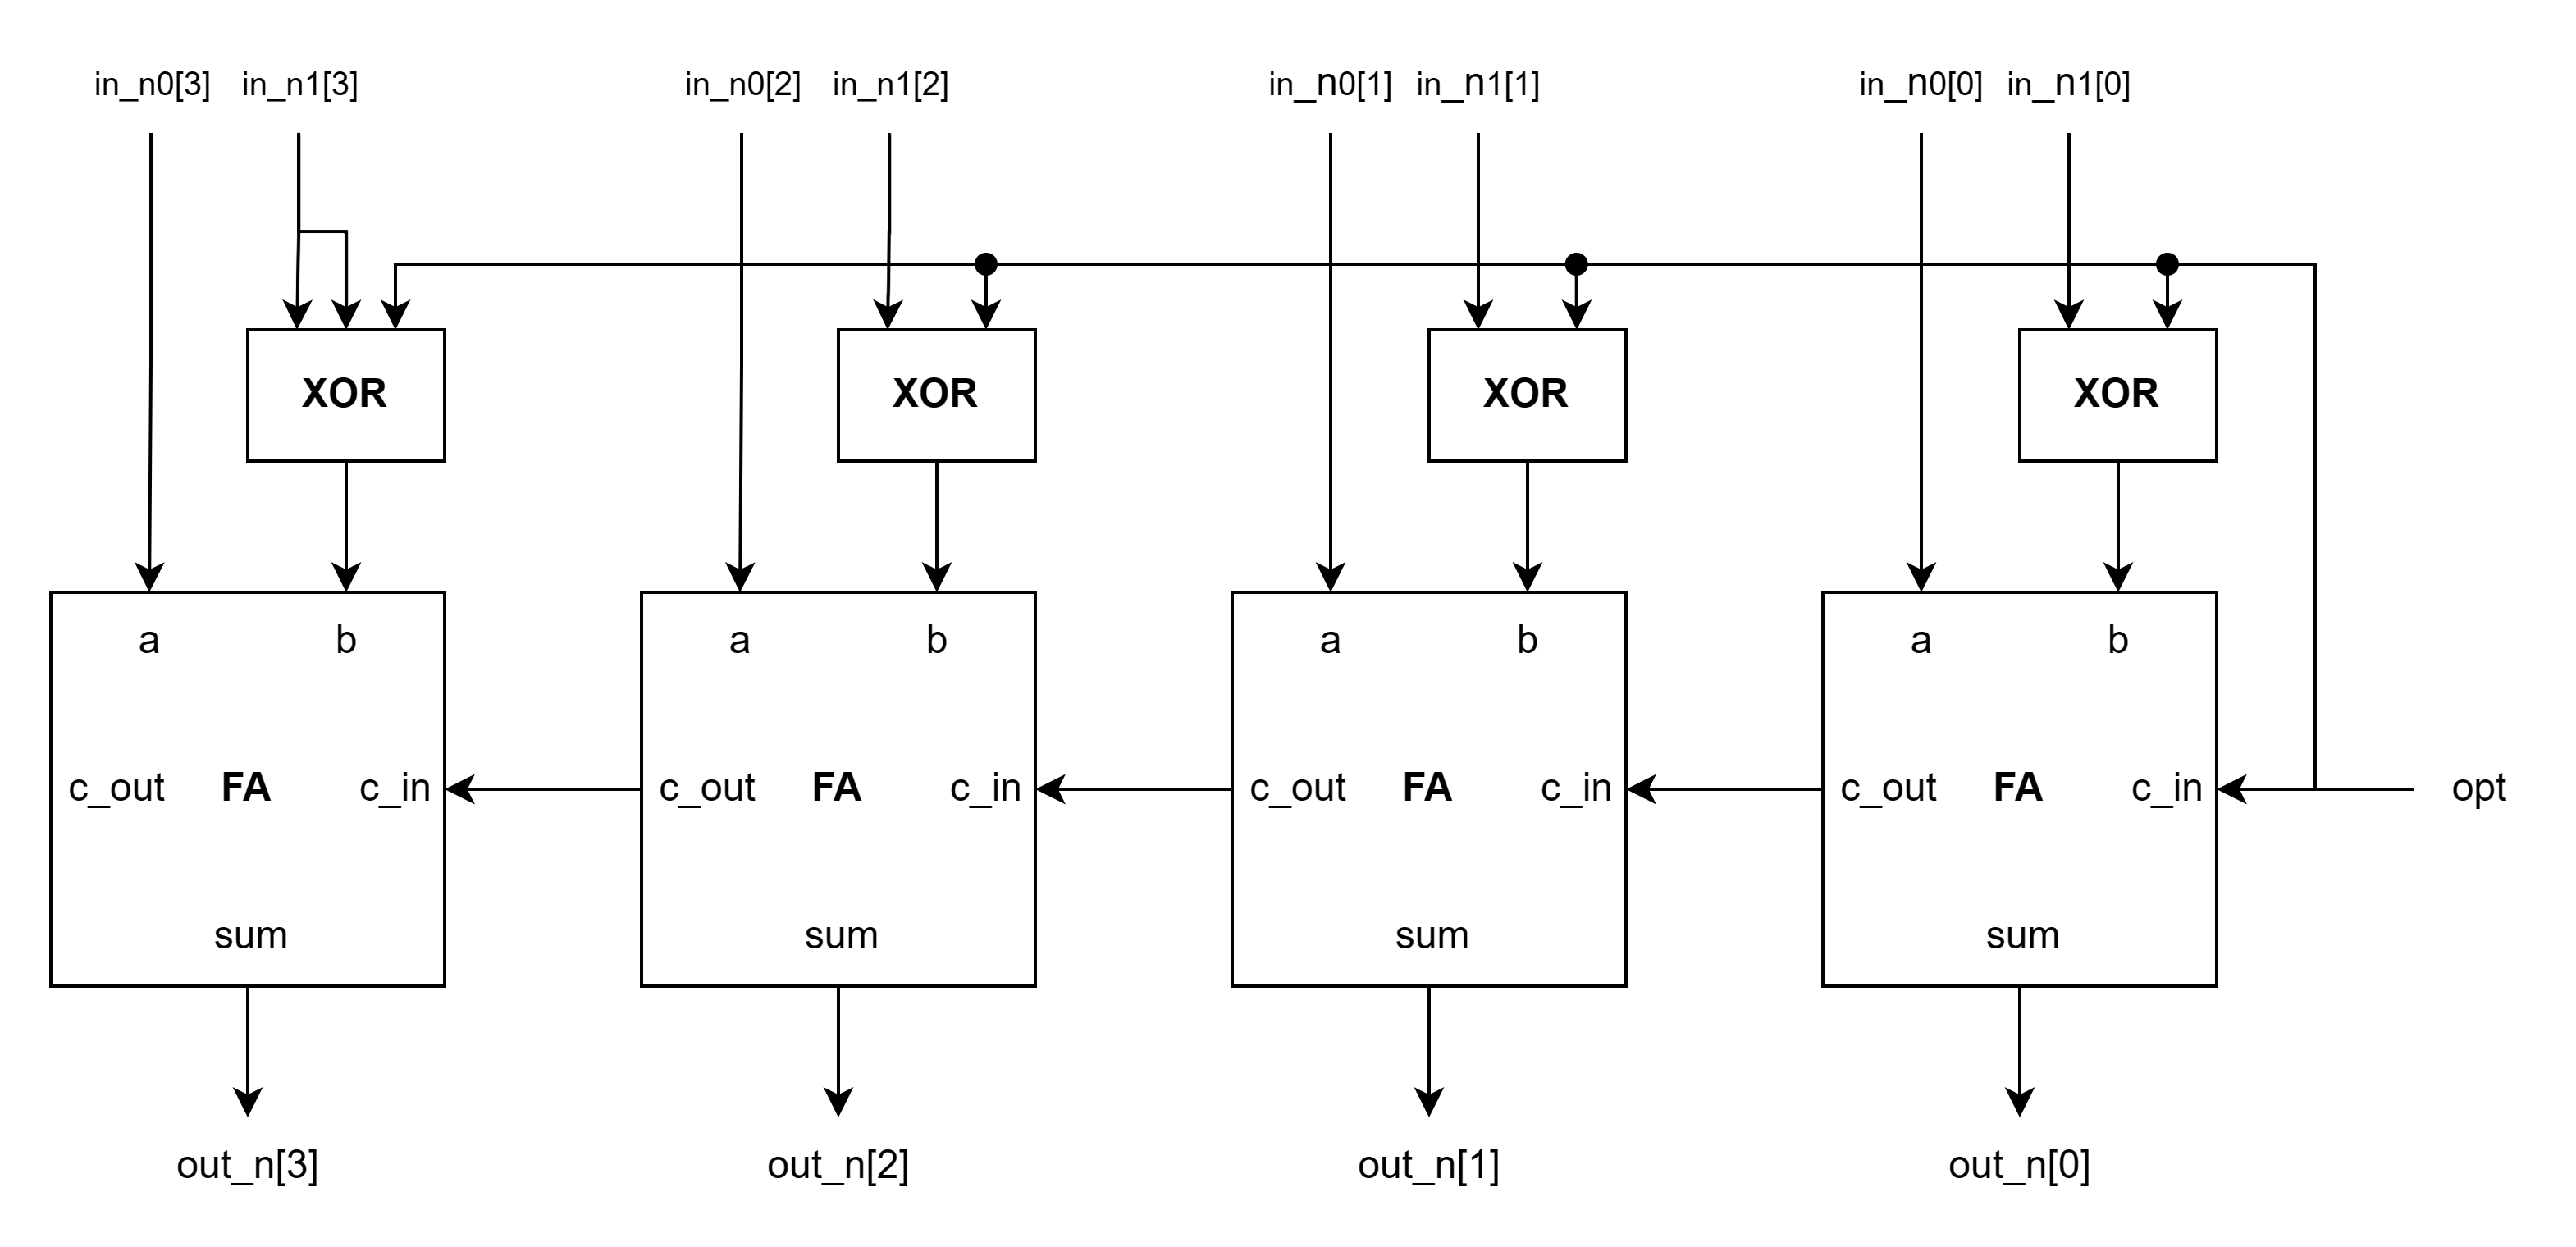 in_n0[3] in_n1[3] in_n0[2] in_n1[2] in_n0[1] in_n1[1] in_n0[0] in_n1[0]
XOR XOR XOR XOR
a b a b a b a b
c_out FA c_in c_out FA c_in c_out FA c_in c_out FA c_in opt
sum sum sum sum
out_n[3] out_n[2] out_n[1] out_n[0]